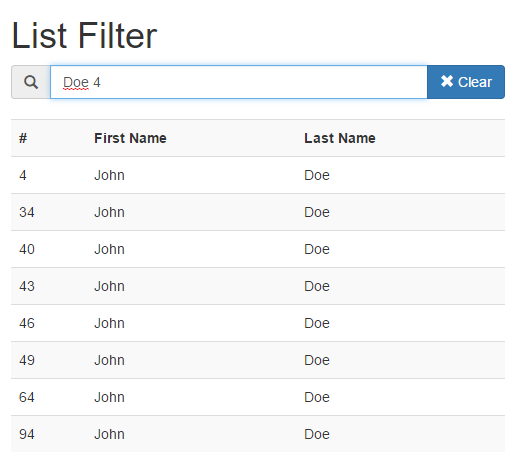 List Filter
Doe 4 Clear
# First Name Last Name
4 John Doe
34 John Doe
40 John Doe
43 John Doe
46 John Doe
49 John Doe
64 John Doe
94 John Doe